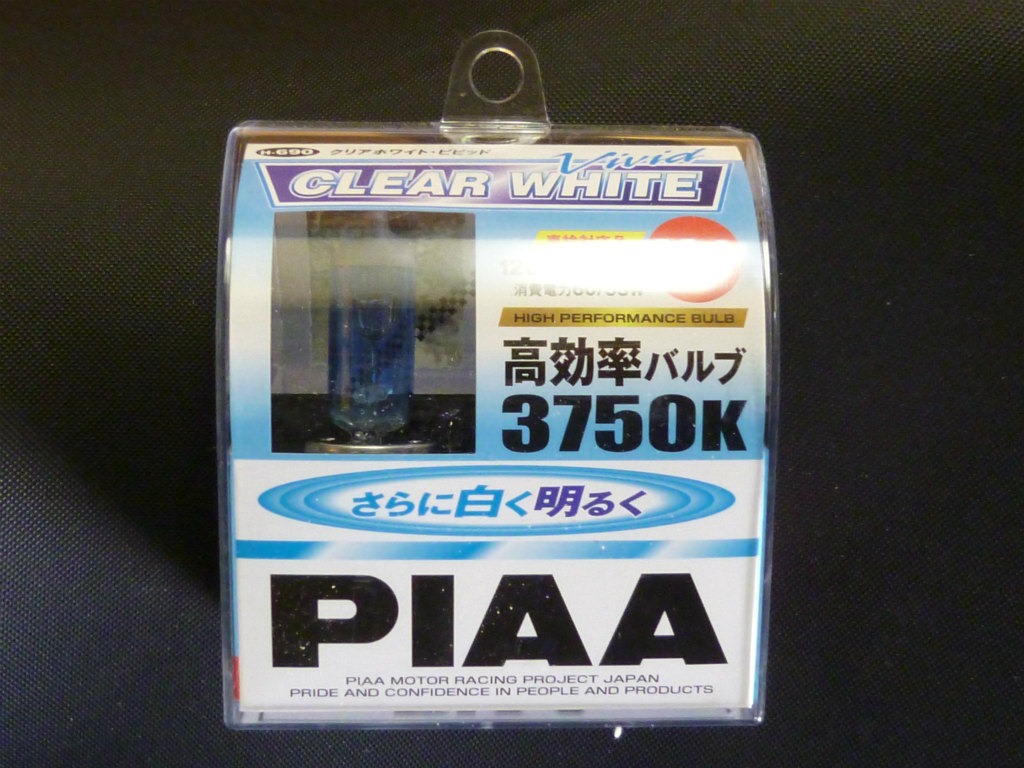 H-690 クリアホワイト・ビビッド
Vivid
CLEAR WHITE
消費電力60/55W
HIGH PERFORMANCE BULB
高効率バルブ
3750K
さらに白く明るく
PIAA
PIAA MOTOR RACING PROJECT JAPAN
PRIDE AND CONFIDENCE IN PEOPLE AND PRODUCTS